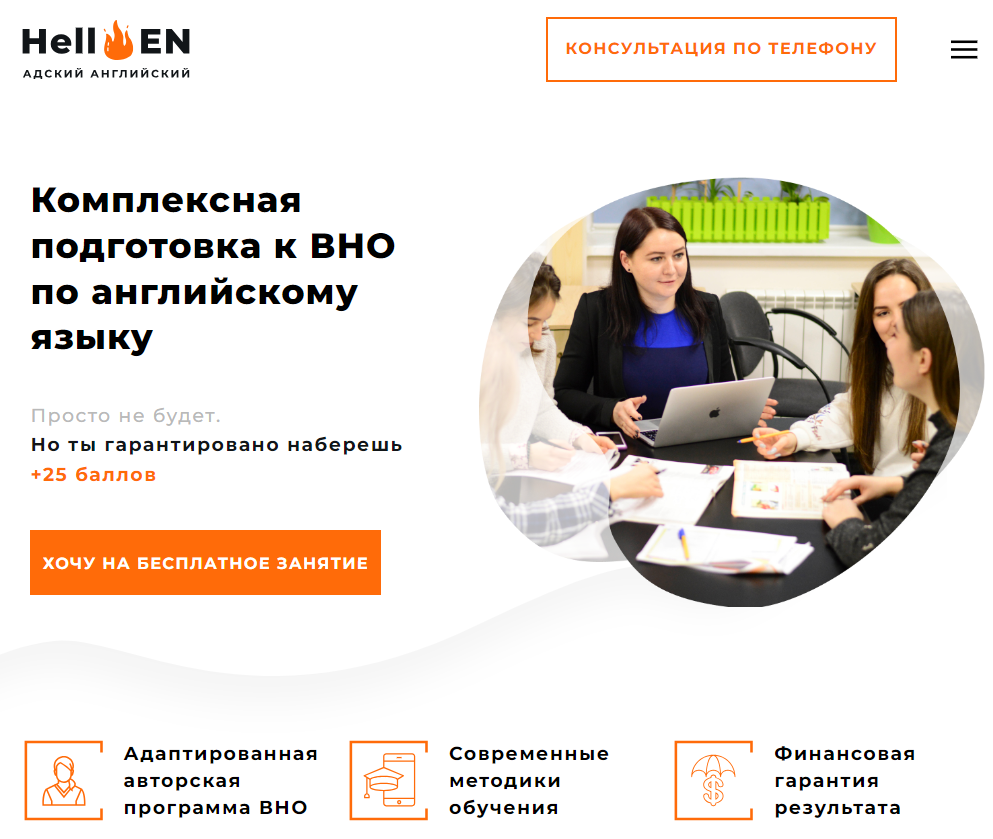 Hell EN
АДСКИЙ АНГЛИЙСКИЙ
КОНСУЛЬТАЦИЯ ПО ТЕЛЕФОНУ
Комплексная
подготовка к ВНО
по английскому
языку
Просто не будет.
Но ты гарантировано наберешь
+25 баллов
ХОЧУ НА БЕСПЛАТНОЕ ЗАНЯТИЕ
Адаптированная
авторская
программа ВНО
Современные
методики
обучения
Финансовая
гарантия
результата